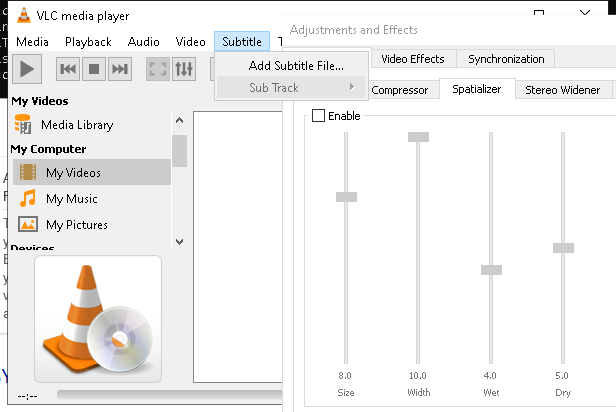 VLC media player
Adjustments and Effects
Media Playback Audio Video Subtitle
Video Effects Synchronization
Add Subtitle File...
Sub Track
Compressor Spatializer Stereo Widener
My Videos
Media Library
Enable
My Computer
My Videos
My Music
My Pictures
Devices
8.0 10.0 4.0 5.0
Size Width Wet Dry
--:--